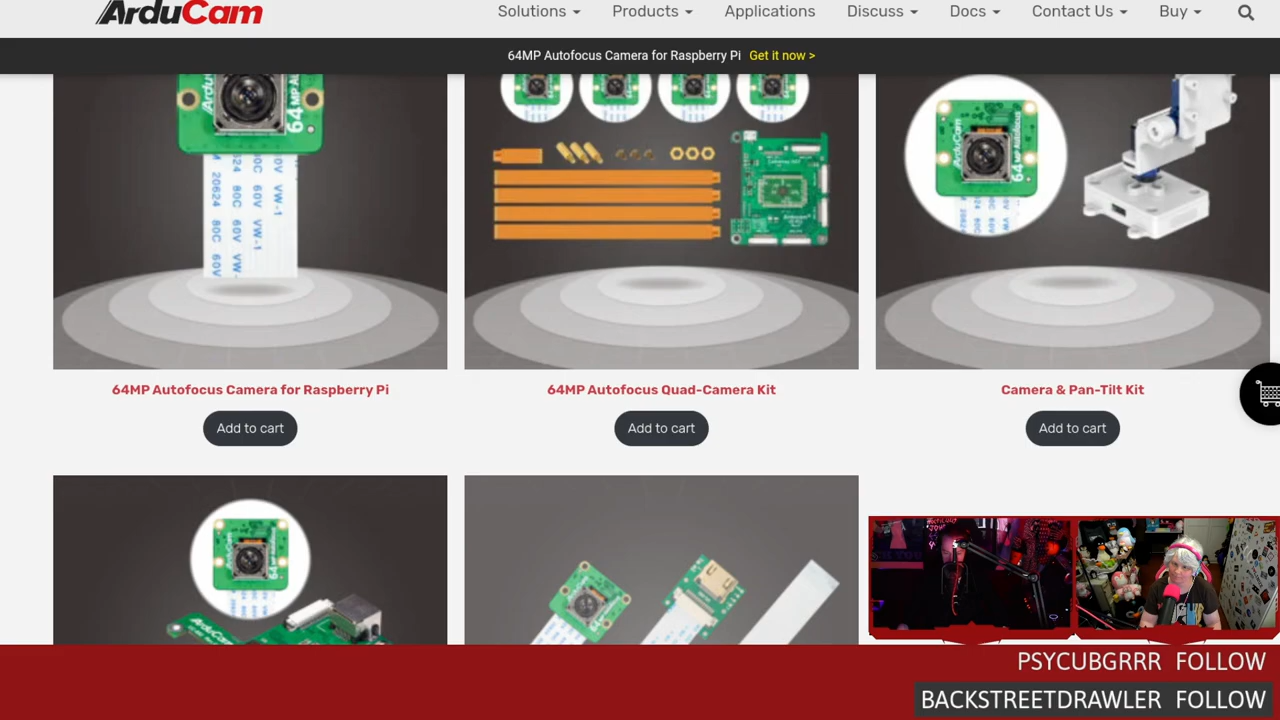 ArduCam
Solutions Products Applications Discuss Docs Contact Us Buy
64MP Autofocus Camera for Raspberry Pi Get it now >
64MP Autofocus Camera for Raspberry Pi
64MP Autofocus Quad-Camera Kit
Camera & Pan-Tilt Kit
Add to cart
Add to cart
Add to cart
PSYCUBGRRR FOLLOW
BACKSTREETDRAWLER FOLLOW